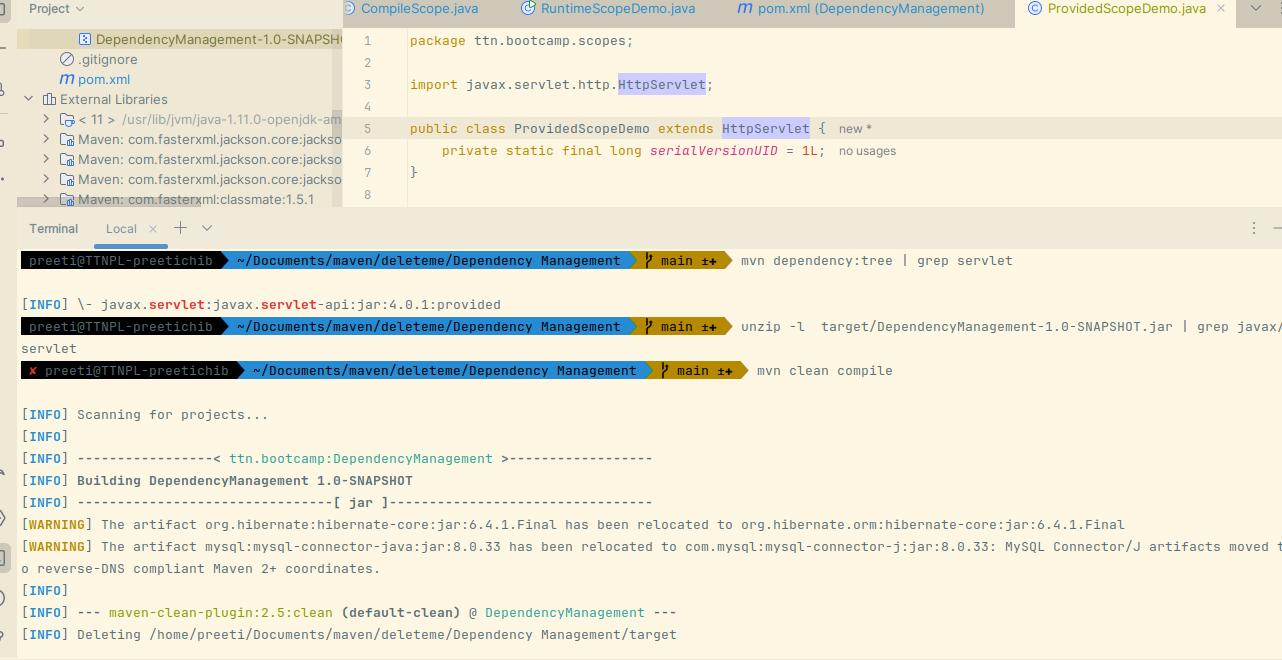 Project
CompileScope.java
RuntimeScopeDemo.java
m pom.xml (DependencyManagement)
ProvidedScopeDemo.java
DependencyManagement-1.0-SNAPSH
.gitignore
m pom.xml
External Libraries
< 11 > /usr/lib/jvm/java-1.11.0-openjdk-am
Maven: com.fasterxml.jackson.core:jackso
Maven: com.fasterxml.jackson.core:jackso
Maven: com.fasterxml.jackson.core:jackso
Maven: com.fasterxml:classmate:1.5.1
1 package ttn.bootcamp.scopes;
2
3 import javax.servlet.http.HttpServlet;
4
5 public class ProvidedScopeDemo extends HttpServlet { new *
6 private static final long serialVersionUID = 1L; no usages
7 }
8
Terminal Local
preeti@TTNPL-preetichib ~/Documents/maven/deleteme/Dependency Management main ±+ mvn dependency:tree | grep servlet
[INFO] \- javax.servlet:javax.servlet-api:jar:4.0.1:provided
preeti@TTNPL-preetichib ~/Documents/maven/deleteme/Dependency Management main ±+ unzip -l  target/DependencyManagement-1.0-SNAPSHOT.jar | grep javax/
servlet
✘ preeti@TTNPL-preetichib ~/Documents/maven/deleteme/Dependency Management main ±+ mvn clean compile
[INFO] Scanning for projects...
[INFO]
[INFO] -----------------< ttn.bootcamp:DependencyManagement >------------------
[INFO] Building DependencyManagement 1.0-SNAPSHOT
[INFO] --------------------------------[ jar ]---------------------------------
[WARNING] The artifact org.hibernate:hibernate-core:jar:6.4.1.Final has been relocated to org.hibernate.orm:hibernate-core:jar:6.4.1.Final
[WARNING] The artifact mysql:mysql-connector-java:jar:8.0.33 has been relocated to com.mysql:mysql-connector-j:jar:8.0.33: MySQL Connector/J artifacts moved t
o reverse-DNS compliant Maven 2+ coordinates.
[INFO]
[INFO] --- maven-clean-plugin:2.5:clean (default-clean) @ DependencyManagement ---
[INFO] Deleting /home/preeti/Documents/maven/deleteme/Dependency Management/target